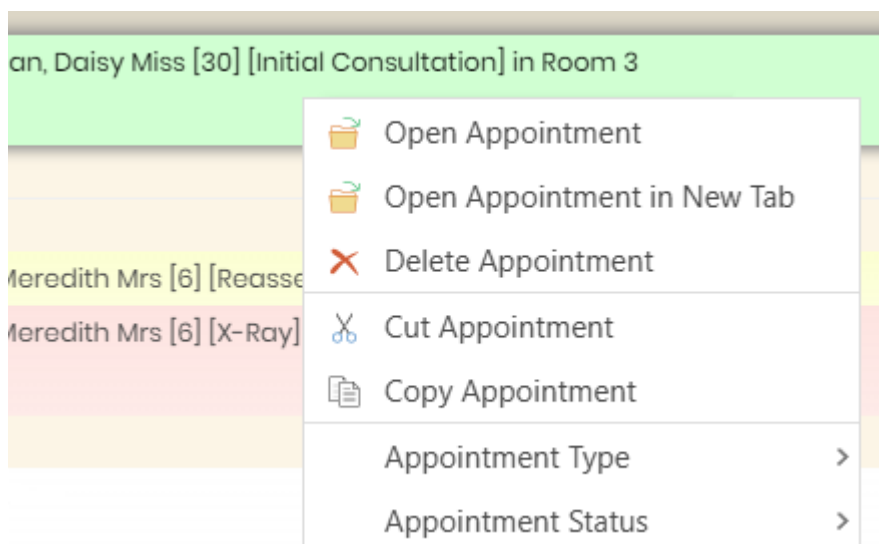 an, Daisy Miss [30] [Initial Consultation] in Room 3
Open Appointment
Open Appointment in New Tab
Delete Appointment
Meredith Mrs [6] [Reasse
Cut Appointment
Meredith Mrs [6] [X-Ray]
Copy Appointment
Appointment Type
Appointment Status